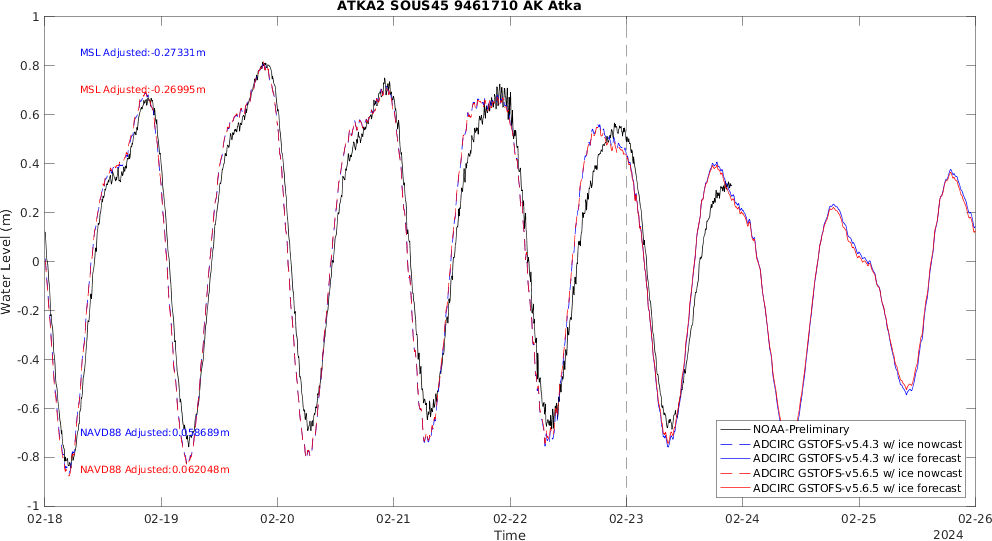 ATKA2 SOUS45 9461710 AK Atka
1
0.8
0.6
0.4
0.2
0
-0.2
-0.4
-0.6
-0.8
-1
Water Level (m)
MSL Adjusted:-0.27331m
MSL Adjusted:-0.26995m
NAVD88 Adjusted:0.058689m
NAVD88 Adjusted:0.062048m
NOAA-Preliminary
ADCIRC GSTOFS-v5.4.3 w/ ice nowcast
ADCIRC GSTOFS-v5.4.3 w/ ice forecast
ADCIRC GSTOFS-v5.6.5 w/ ice nowcast
ADCIRC GSTOFS-v5.6.5 w/ ice forecast
02-18 02-19 02-20 02-21 02-22 02-23 02-24 02-25 02-26
Time
2024